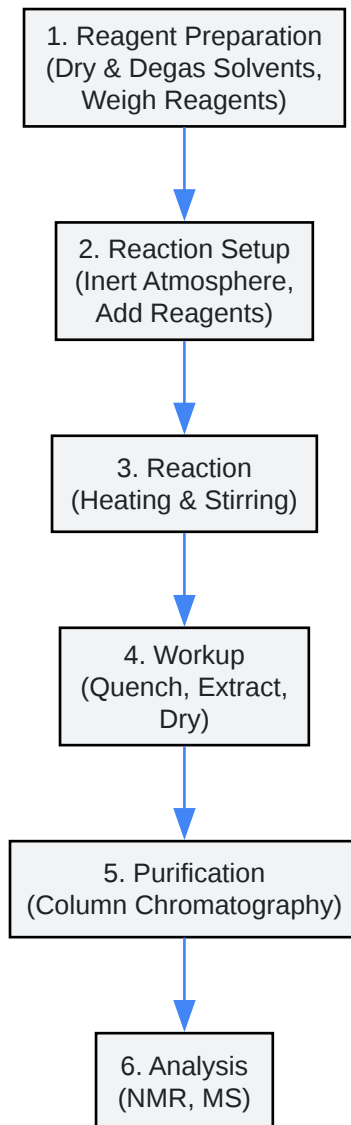 1. Reagent Preparation
(Dry & Degas Solvents,
Weigh Reagents)
2. Reaction Setup
(Inert Atmosphere,
Add Reagents)
3. Reaction
(Heating & Stirring)
4. Workup
(Quench, Extract,
Dry)
5. Purification
(Column Chromatography)
6. Analysis
(NMR, MS)